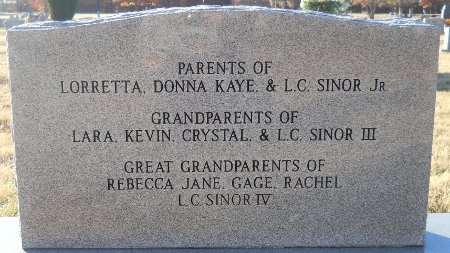 PARENTS OF
LORRETTA, DONNA KAYE, & L.C. SINOR JR
GRANDPARENTS OF
LARA, KEVIN, CRYSTAL, & L.C. SINOR III
GREAT GRANDPARENTS OF
REBECCA JANE, GAGE, RACHEL
L.C. SINOR IV